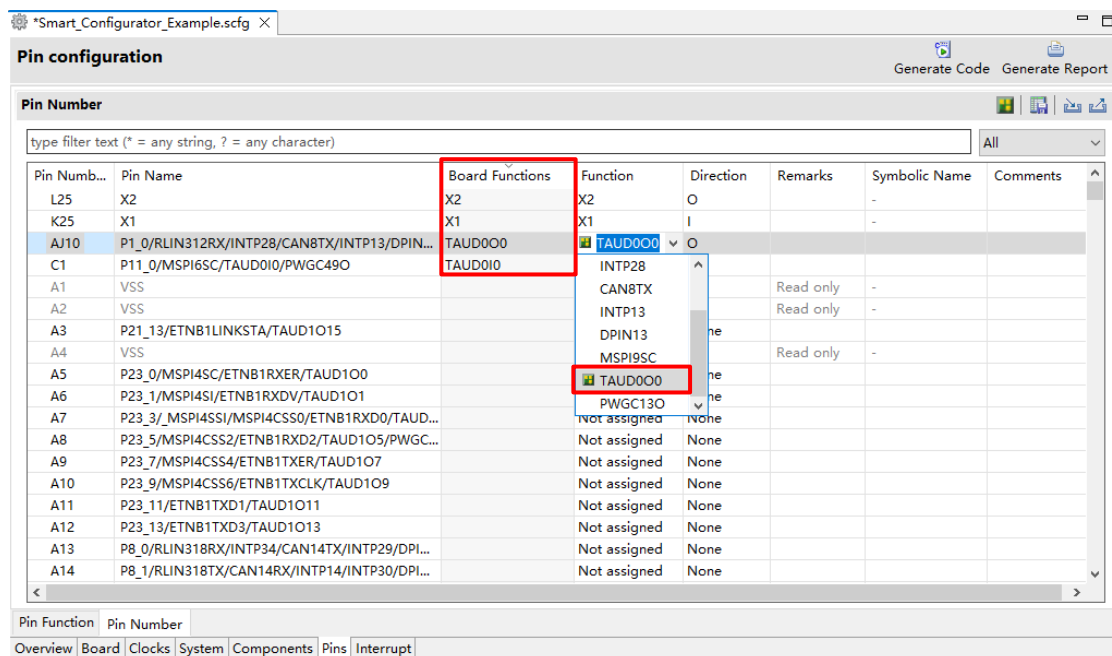 *Smart_Configurator_Example.scfg
Pin configuration
Generate Code Generate Report
Pin Number
type filter text (* = any string, ? = any character) All
Pin Numb... Pin Name Board Functions Function Direction Remarks Symbolic Name Comments
L25 X2 X2 X2 O -
K25 X1 X1 X1 I -
AJ10 P1_0/RLIN312RX/INTP28/CAN8TX/INTP13/DPIN... TAUD0O0 TAUD0O0 O
C1 P11_0/MSPI6SC/TAUD0I0/PWGC49O TAUD0I0 INTP28
A1 VSS CAN8TX Read only -
A2 VSS INTP13 Read only -
A3 P21_13/ETNB1LINKSTA/TAUD1O15 DPIN13 ne
A4 VSS MSPI9SC Read only -
A5 P23_0/MSPI4SC/ETNB1RXER/TAUD1O0 TAUD0O0 ne
A6 P23_1/MSPI4SI/ETNB1RXDV/TAUD1O1 PWGC13O ne
A7 P23_3/_MSPI4SSI/MSPI4CSS0/ETNB1RXD0/TAUD... Not assigned None
A8 P23_5/MSPI4CSS2/ETNB1RXD2/TAUD1O5/PWGC... Not assigned None
A9 P23_7/MSPI4CSS4/ETNB1TXER/TAUD1O7 Not assigned None
A10 P23_9/MSPI4CSS6/ETNB1TXCLK/TAUD1O9 Not assigned None
A11 P23_11/ETNB1TXD1/TAUD1O11 Not assigned None
A12 P23_13/ETNB1TXD3/TAUD1O13 Not assigned None
A13 P8_0/RLIN318RX/INTP34/CAN14TX/INTP29/DPI... Not assigned None
A14 P8_1/RLIN318TX/CAN14RX/INTP14/INTP30/DPI... Not assigned None
Pin Function Pin Number
Overview Board Clocks System Components Pins Interrupt